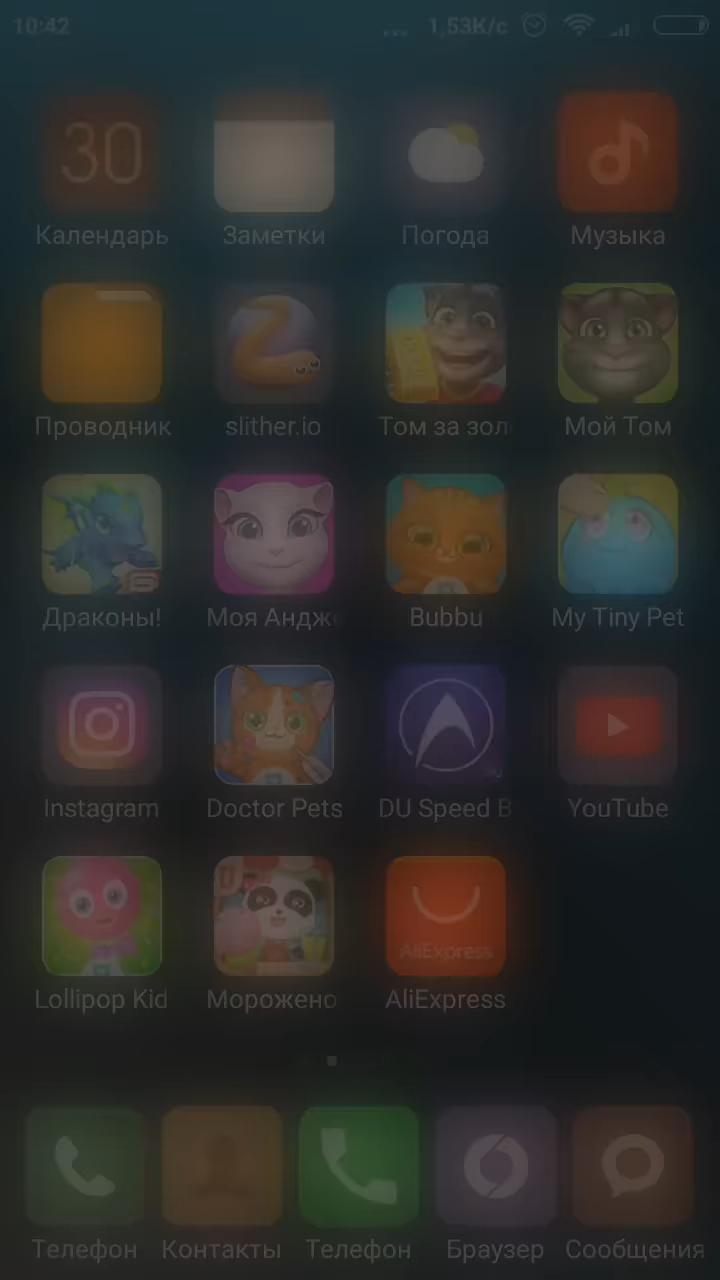 10:42 ... 1,53K/c
30
Календарь Заметки Погода Музыка
Проводник slither.io Том за зол Мой Том
Драконы! Моя Андже Bubbu My Tiny Pet
Instagram Doctor Pets DU Speed B YouTube
AliExpress
Lollipop Kid Морожено AliExpress
Телефон Контакты Телефон Браузер Сообщения